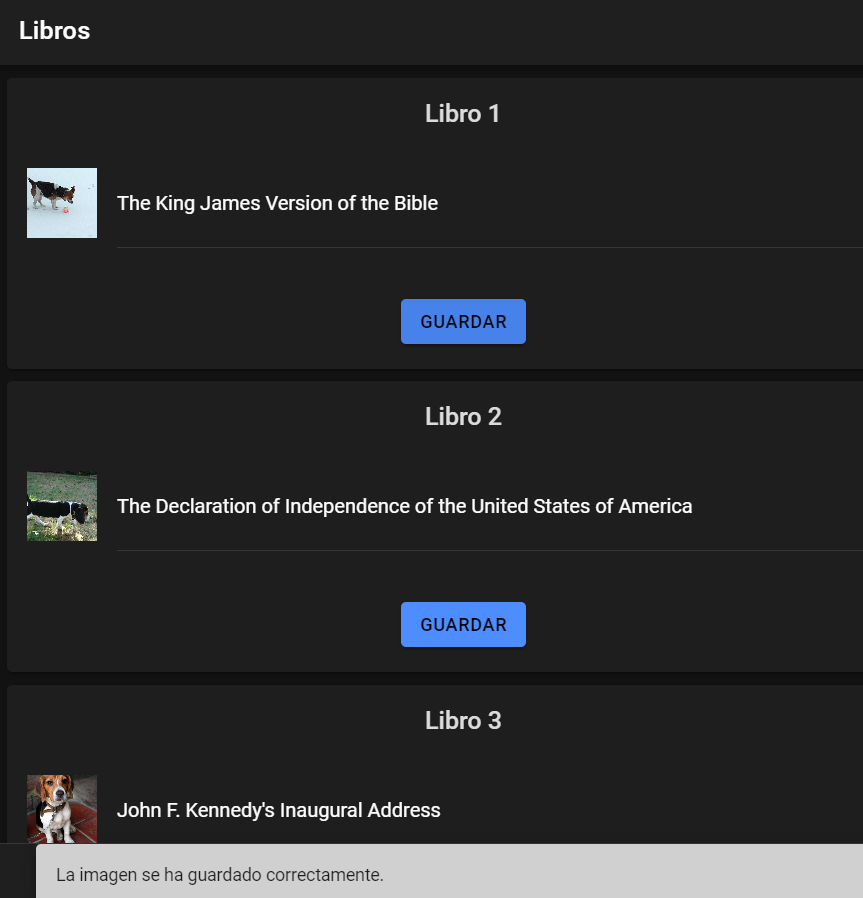 Libros
Libro 1
The King James Version of the Bible
GUARDAR
Libro 2
The Declaration of Independence of the United States of America
GUARDAR
Libro 3
John F. Kennedy's Inaugural Address
La imagen se ha guardado correctamente.